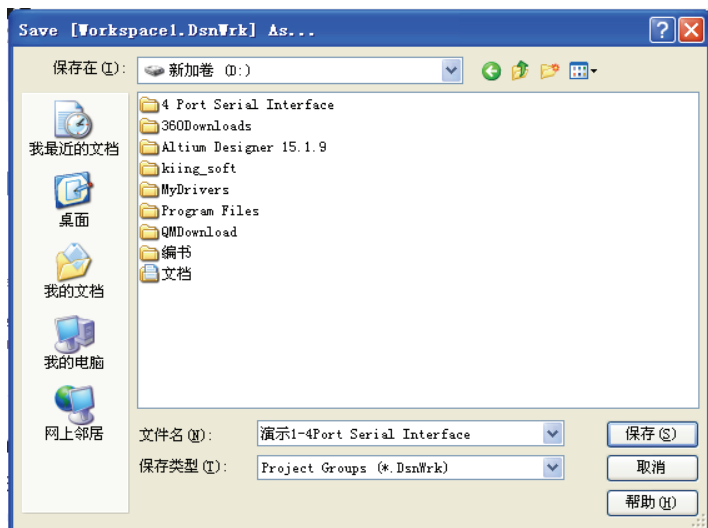 Save [Workspace1.DsnWrk] As...
保存在(I):
新加卷 (D:)
我最近的文档
桌面
我的文档
我的电脑
网上邻居
4 Port Serial Interface
360Downloads
Altium Designer 15.1.9
kiing_soft
MyDrivers
Program Files
QMDownload
编书
文档
文件名(N):
演示1-4Port Serial Interface
保存(S)
保存类型(T):
Project Groups (*.DsnWrk)
取消
帮助(H)